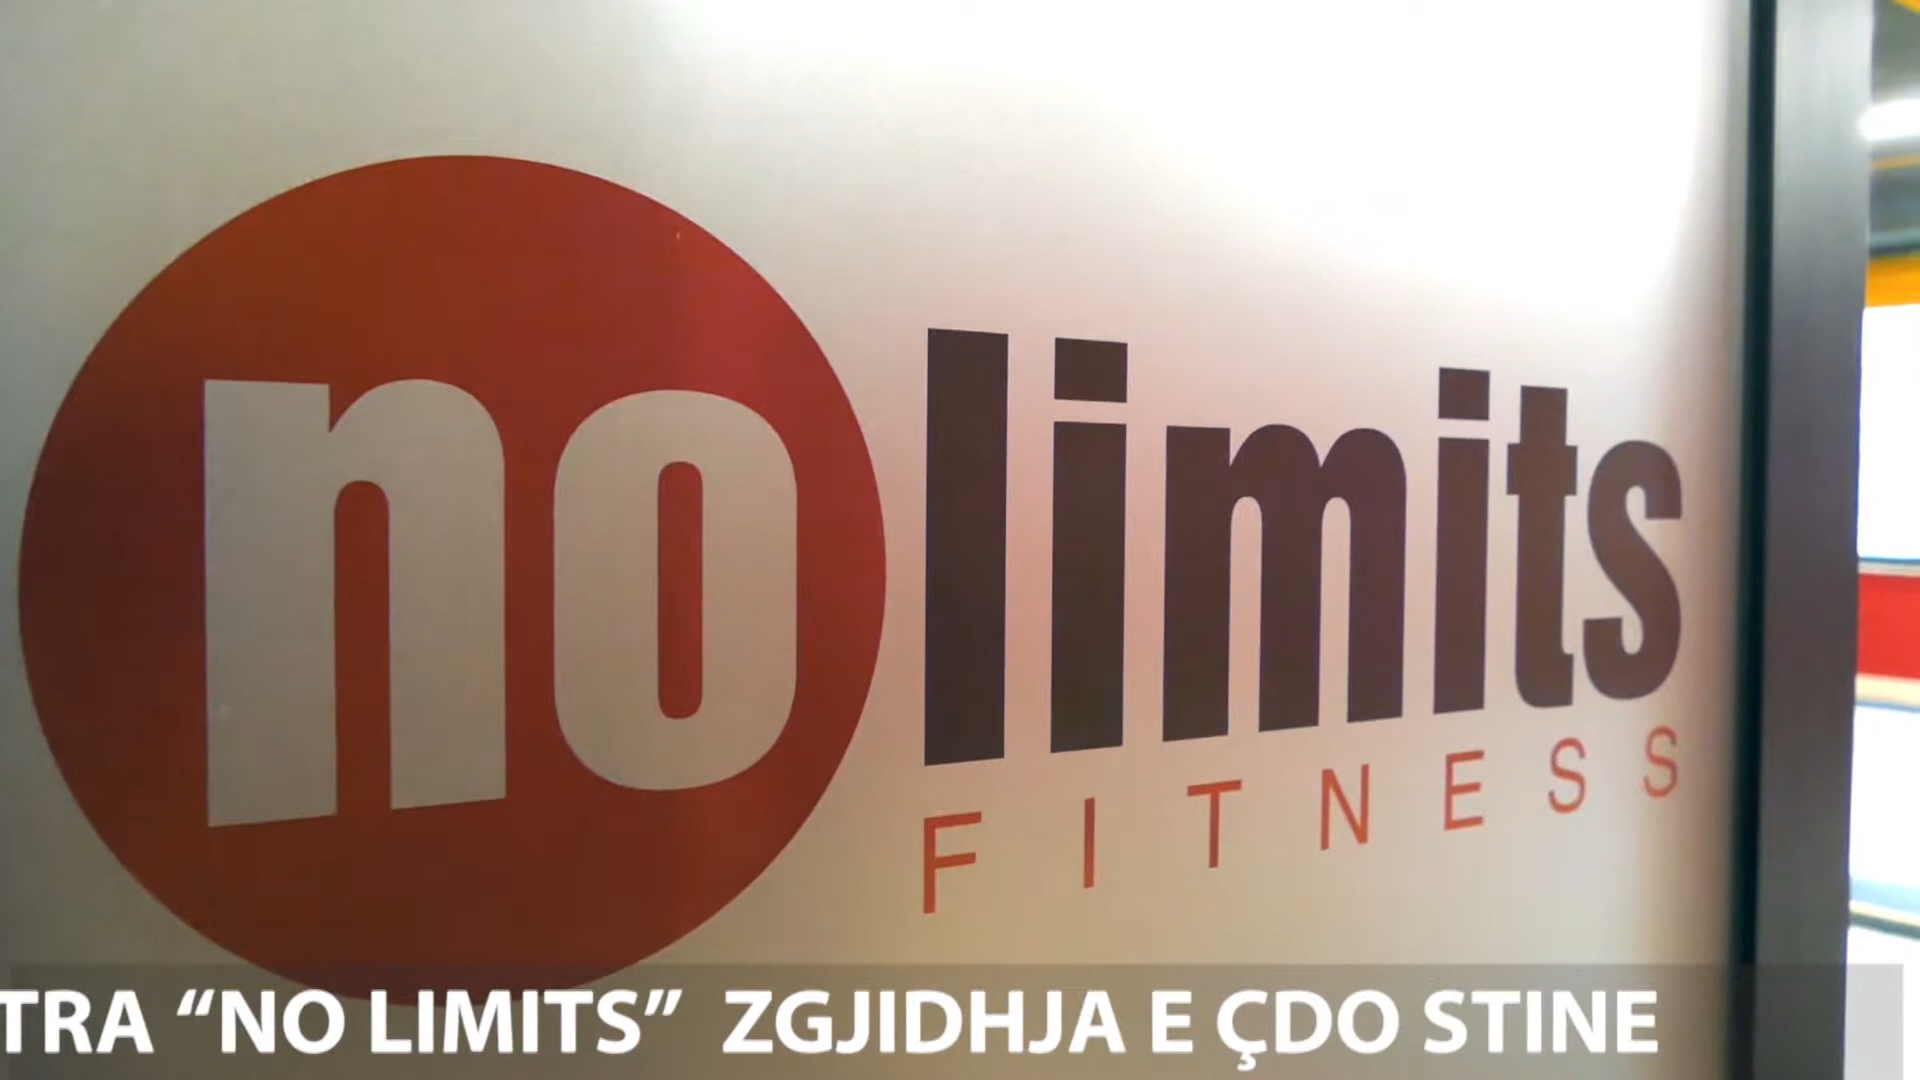 no limits
FITNESS
TRA “NO LIMITS” ZGJIDHJA E ÇDO STINE